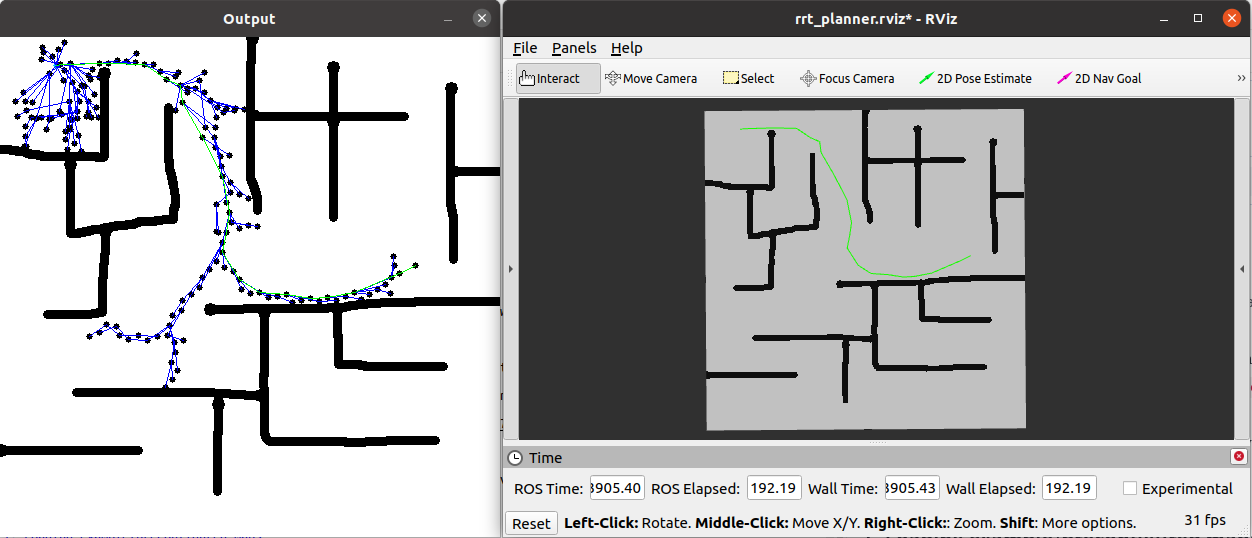 Output
rrt_planner.rviz* - RViz
File Panels Help
Interact Move Camera Select Focus Camera 2D Pose Estimate 2D Nav Goal »
Time
ROS Time: 3905.40 ROS Elapsed: 192.19 Wall Time: 3905.43 Wall Elapsed: 192.19 Experimental
Reset Left-Click: Rotate. Middle-Click: Move X/Y. Right-Click:: Zoom. Shift: More options. 31 fps